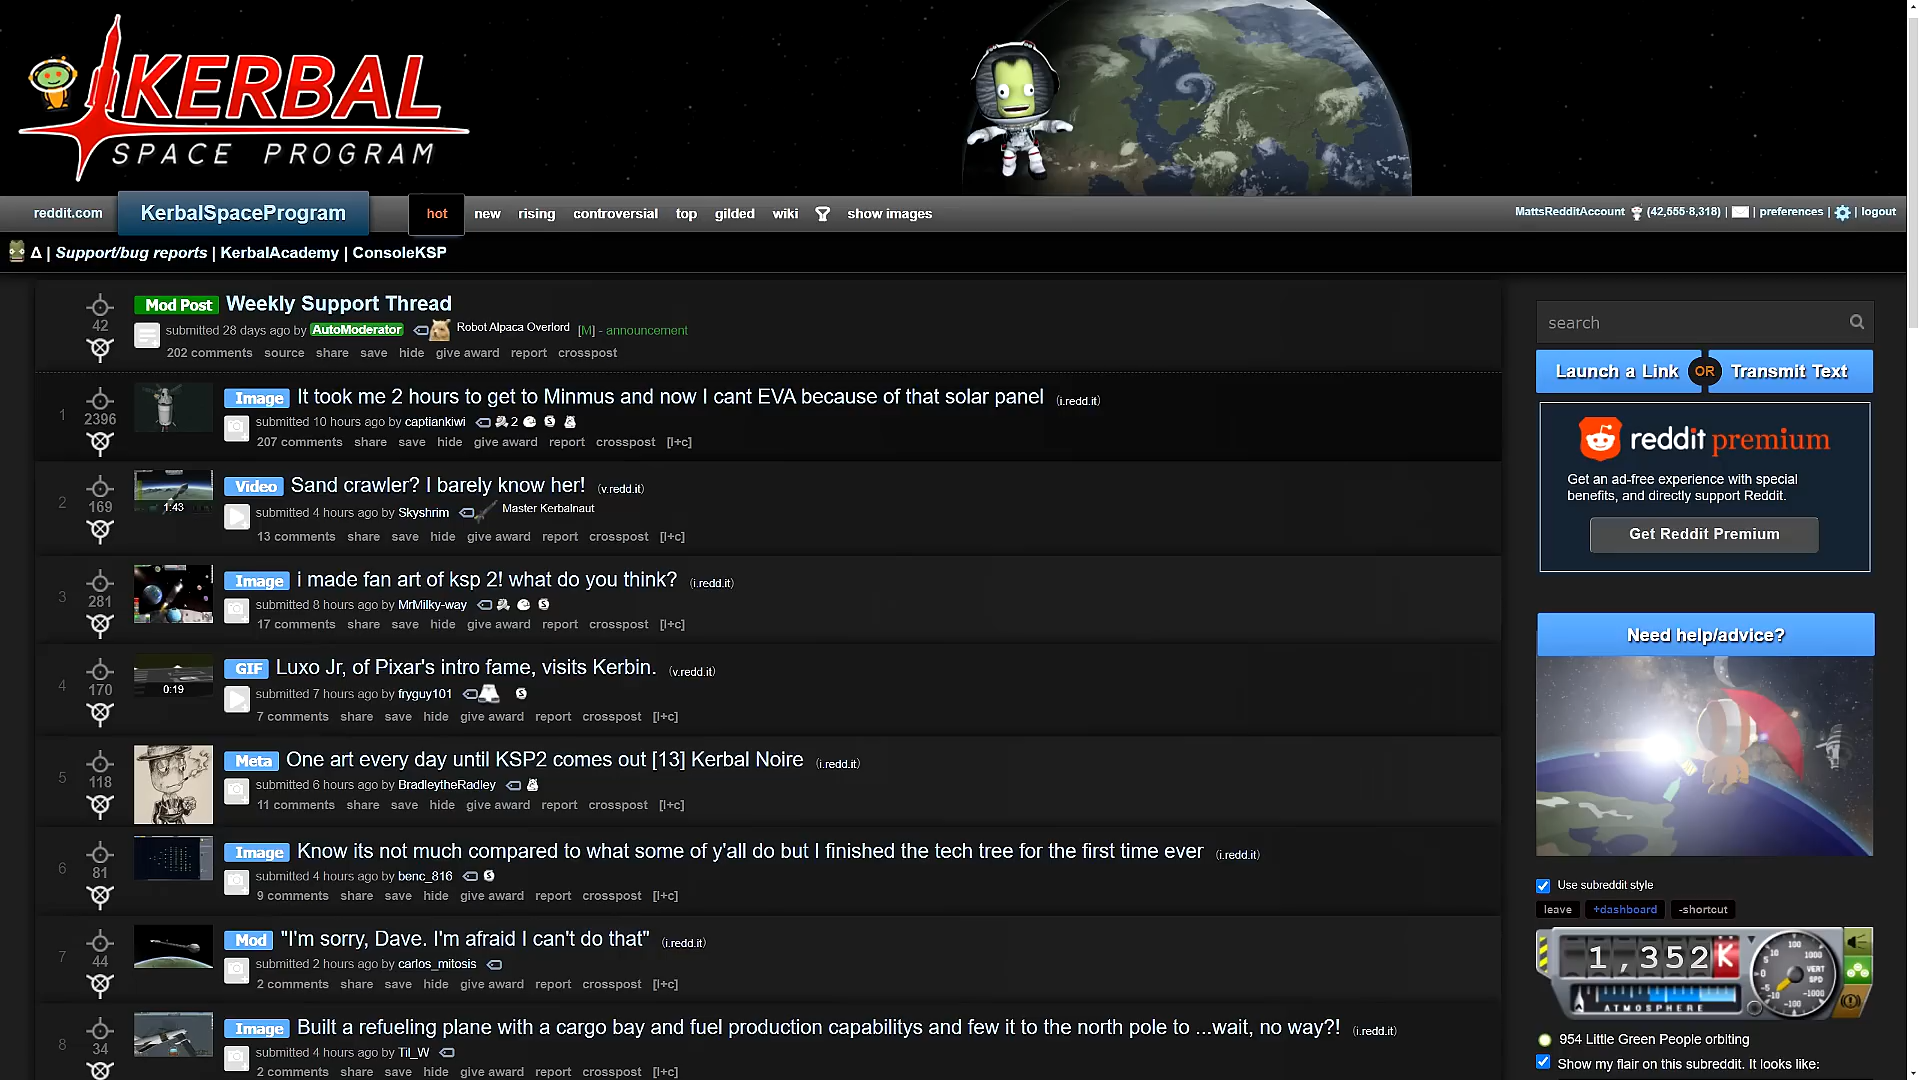 KERBAL
SPACE PROGRAM
reddit.com KerbalSpaceProgram hot new rising controversial top gilded wiki show images MattsRedditAccount (42,555·8,318) | | preferences | | logout
Δ | Support/bug reports | KerbalAcademy | ConsoleKSP
Mod Post Weekly Support Thread
42 submitted 28 days ago by AutoModerator Robot Alpaca Overlord [M] - announcement
202 comments source share save hide give award report crosspost
1 2396 Image It took me 2 hours to get to Minmus and now I cant EVA because of that solar panel (i.redd.it)
submitted 10 hours ago by captiankiwi 2
207 comments share save hide give award report crosspost [l+c]
2 169 Video Sand crawler? I barely know her! (v.redd.it)
1:43 submitted 4 hours ago by Skyshrim Master Kerbalnaut
13 comments share save hide give award report crosspost [l+c]
3 281 Image i made fan art of ksp 2! what do you think? (i.redd.it)
submitted 8 hours ago by MrMilky-way
17 comments share save hide give award report crosspost [l+c]
4 170 GIF Luxo Jr, of Pixar's intro fame, visits Kerbin. (v.redd.it)
0:19 submitted 7 hours ago by fryguy101
7 comments share save hide give award report crosspost [l+c]
5 118 Meta One art every day until KSP2 comes out [13] Kerbal Noire (i.redd.it)
submitted 6 hours ago by BradleytheRadley
11 comments share save hide give award report crosspost [l+c]
6 81 Image Know its not much compared to what some of y'all do but I finished the tech tree for the first time ever (i.redd.it)
submitted 4 hours ago by benc_816
9 comments share save hide give award report crosspost [l+c]
7 44 Mod "I'm sorry, Dave. I'm afraid I can't do that" (i.redd.it)
submitted 2 hours ago by carlos_mitosis
2 comments share save hide give award report crosspost [l+c]
8 34 Image Built a refueling plane with a cargo bay and fuel production capabilitys and few it to the north pole to ...wait, no way?! (i.redd.it)
submitted 4 hours ago by Til_W
2 comments share save hide give award report crosspost [l+c]
search
Launch a Link OR Transmit Text
reddit premium
Get an ad-free experience with special
benefits, and directly support Reddit.
Get Reddit Premium
Need help/advice?
Use subreddit style
leave +dashboard -shortcut
1,352K
ATMOSPHERE
100
1000
VERT
SPD
-1000
-100
954 Little Green People orbiting
Show my flair on this subreddit. It looks like: